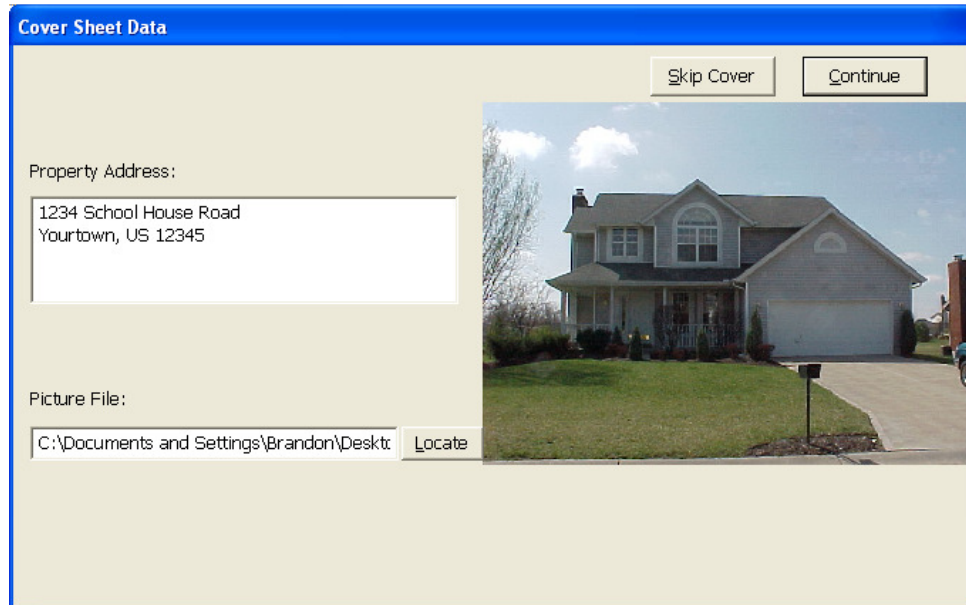 Cover Sheet Data
Skip Cover
Continue
Property Address:
1234 School House Road
Yourtown, US 12345
Picture File:
C:\Documents and Settings\Brandon\Deskto
Locate